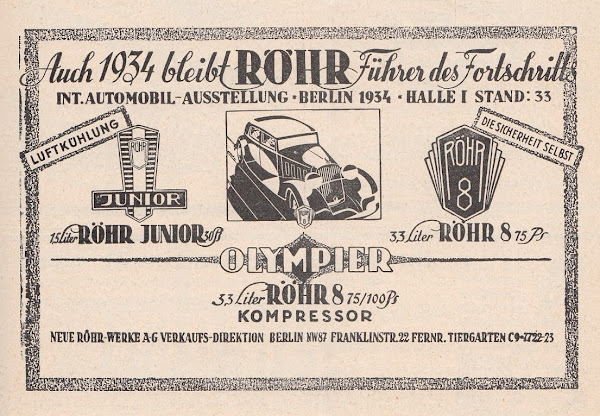 Auch 1934 bleibt RÖHR Führer des Fortschritts
INT. AUTOMOBIL-AUSSTELLUNG · BERLIN 1934 · HALLE I STAND: 33
LUFTKÜHLUNG
RÖHR
JUNIOR
DIE SICHERHEIT SELBST
RÖHR
8
1,5 Liter RÖHR JUNIOR 30 PS
3,3 Liter RÖHR 8 75 PS
OLYMPIER
3,3 Liter RÖHR 8 75/100 PS
KOMPRESSOR
NEUE RÖHR-WERKE A-G VERKAUFS-DIREKTION BERLIN NW87 FRANKLINSTR. 22 FERNR. TIERGARTEN C9-1722-23